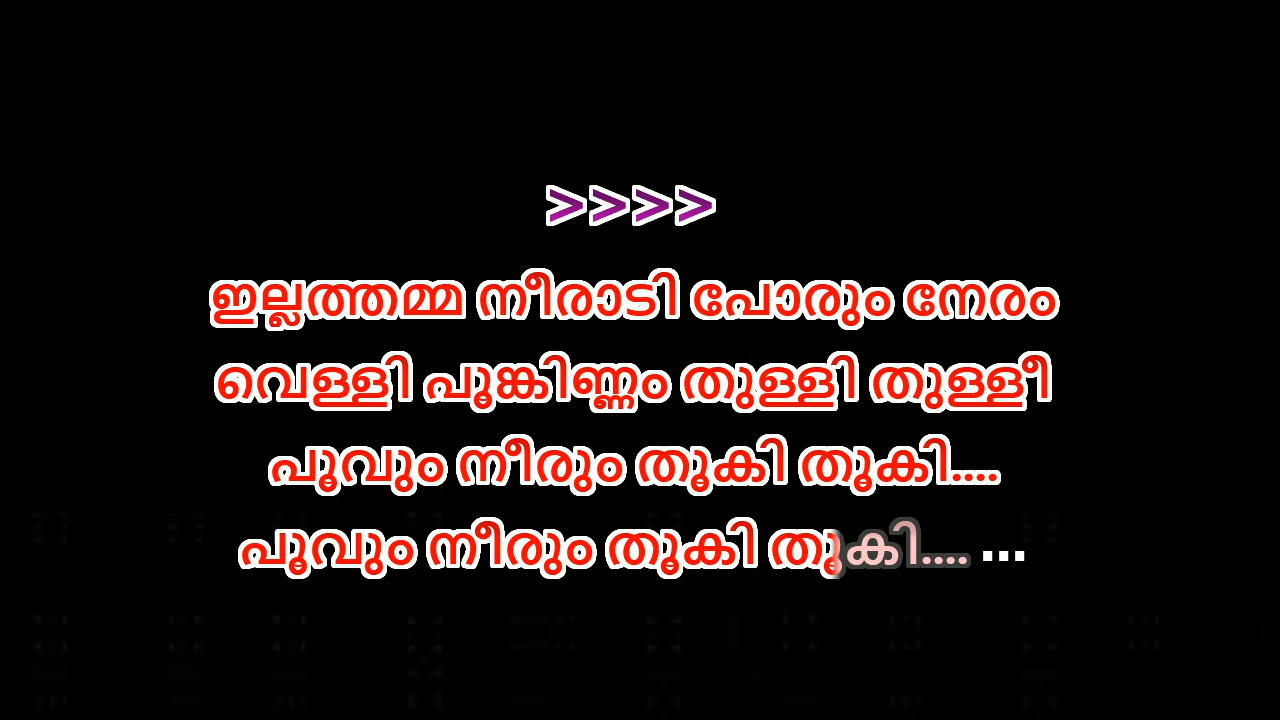 >>>>
ഇല്ലത്തമ്മ നീരാടി പോരും നേരം
വെള്ളി പൂങ്കിണ്ണം തുള്ളി തുള്ളീ
പൂവും നീരും തൂകി തൂകി....
പൂവും നീരും തൂകി തൂകി.... ...